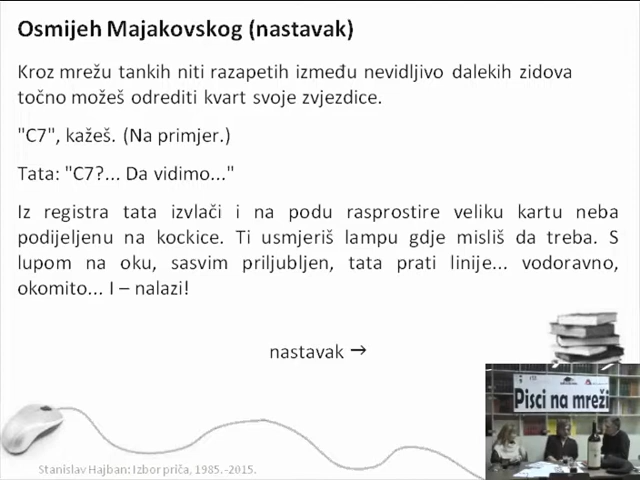 Osmijeh Majakovskog (nastavak)
Kroz mrežu tankih niti razapetih između nevidljivo dalekih zidova
točno možeš odrediti kvart svoje zvjezdice.
"C7", kažeš. (Na primjer.)
Tata: "C7?... Da vidimo..."
Iz registra tata izvlači i na podu rasprostire veliku kartu neba
podijeljenu na kockice. Ti usmjeriš lampu gdje misliš da treba. S
lupom na oku, sasvim priljubljen, tata prati linije... vodoravno,
okomito... I – nalazi!
nastavak →
Pisci na mreži
Stanislav Hajban: Izbor priča, 1985.-2015.